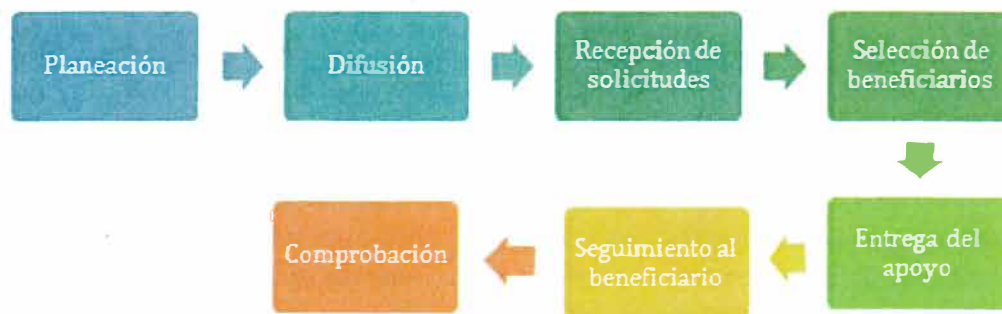 Planeación
Difusión
Recepción de
solicitudes
Selección de
beneficiarios
Entrega del
apoyo
Seguimiento al
beneficiario
Comprobación